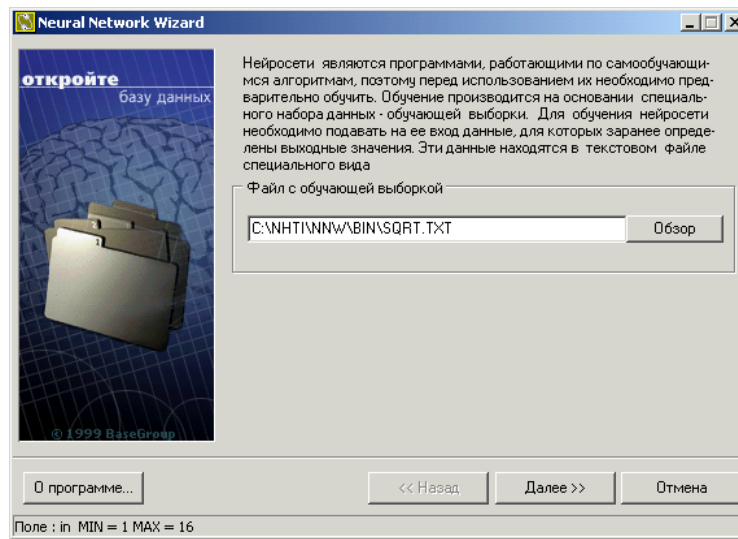 Neural Network Wizard
откройте
базу данных
© 1999 BaseGroup
Нейросети являются программами, работающими по самообучающи-
мся алгоритмам, поэтому перед использованием их необходимо пред-
варительно обучить. Обучение производится на основании специаль-
ного набора данных - обучающей выборки. Для обучения нейросети
необходимо подавать на ее вход данные, для которых заранее опреде-
лены выходные значения. Эти данные находятся в текстовом файле
специального вида
Файл с обучающей выборкой
C:\NHTI\NNW\BIN\SQRT.TXT
Обзор
О программе...
<< Назад
Далее >>
Отмена
Поле : in MIN = 1 MAX = 16